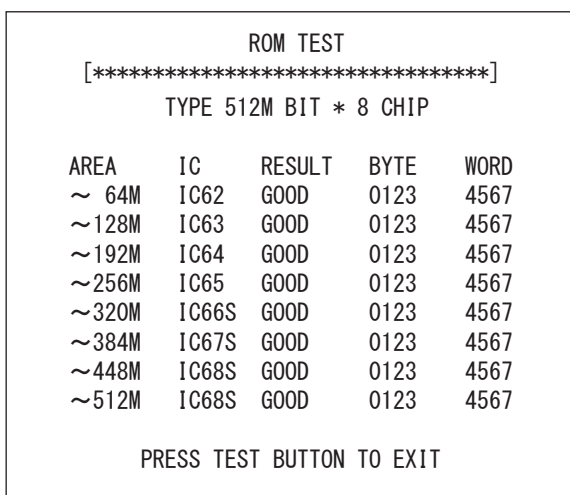 ROM TEST
[*********************************]
TYPE 512M BIT * 8 CHIP
AREA IC RESULT BYTE WORD
～ 64M IC62 GOOD 0123 4567
～128M IC63 GOOD 0123 4567
～192M IC64 GOOD 0123 4567
～256M IC65 GOOD 0123 4567
～320M IC66S GOOD 0123 4567
～384M IC67S GOOD 0123 4567
～448M IC68S GOOD 0123 4567
～512M IC68S GOOD 0123 4567
PRESS TEST BUTTON TO EXIT